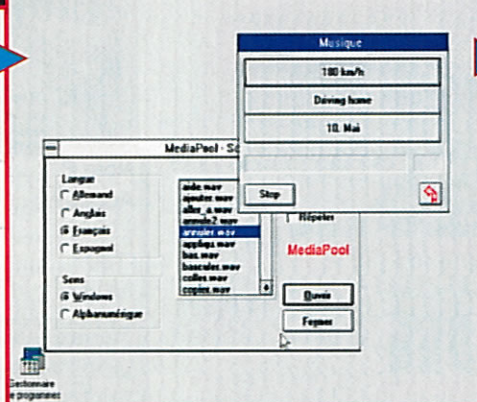 Musique
180 km/h
Driving home
10. Mai
Stop
MediaPool - So
Langue
Allemand
Anglais
Français
Espagnol
Sens
Windows
Alphanumérique
aide.wav
ajouter.wav
aller_a.wav
annule2.wav
annuler.wav
appliqu.wav
bas.wav
bascules.wav
coller.wav
copier.wav
Répéter
MediaPool
Ouvrir
Fermer
Gestionnaire
de programmes